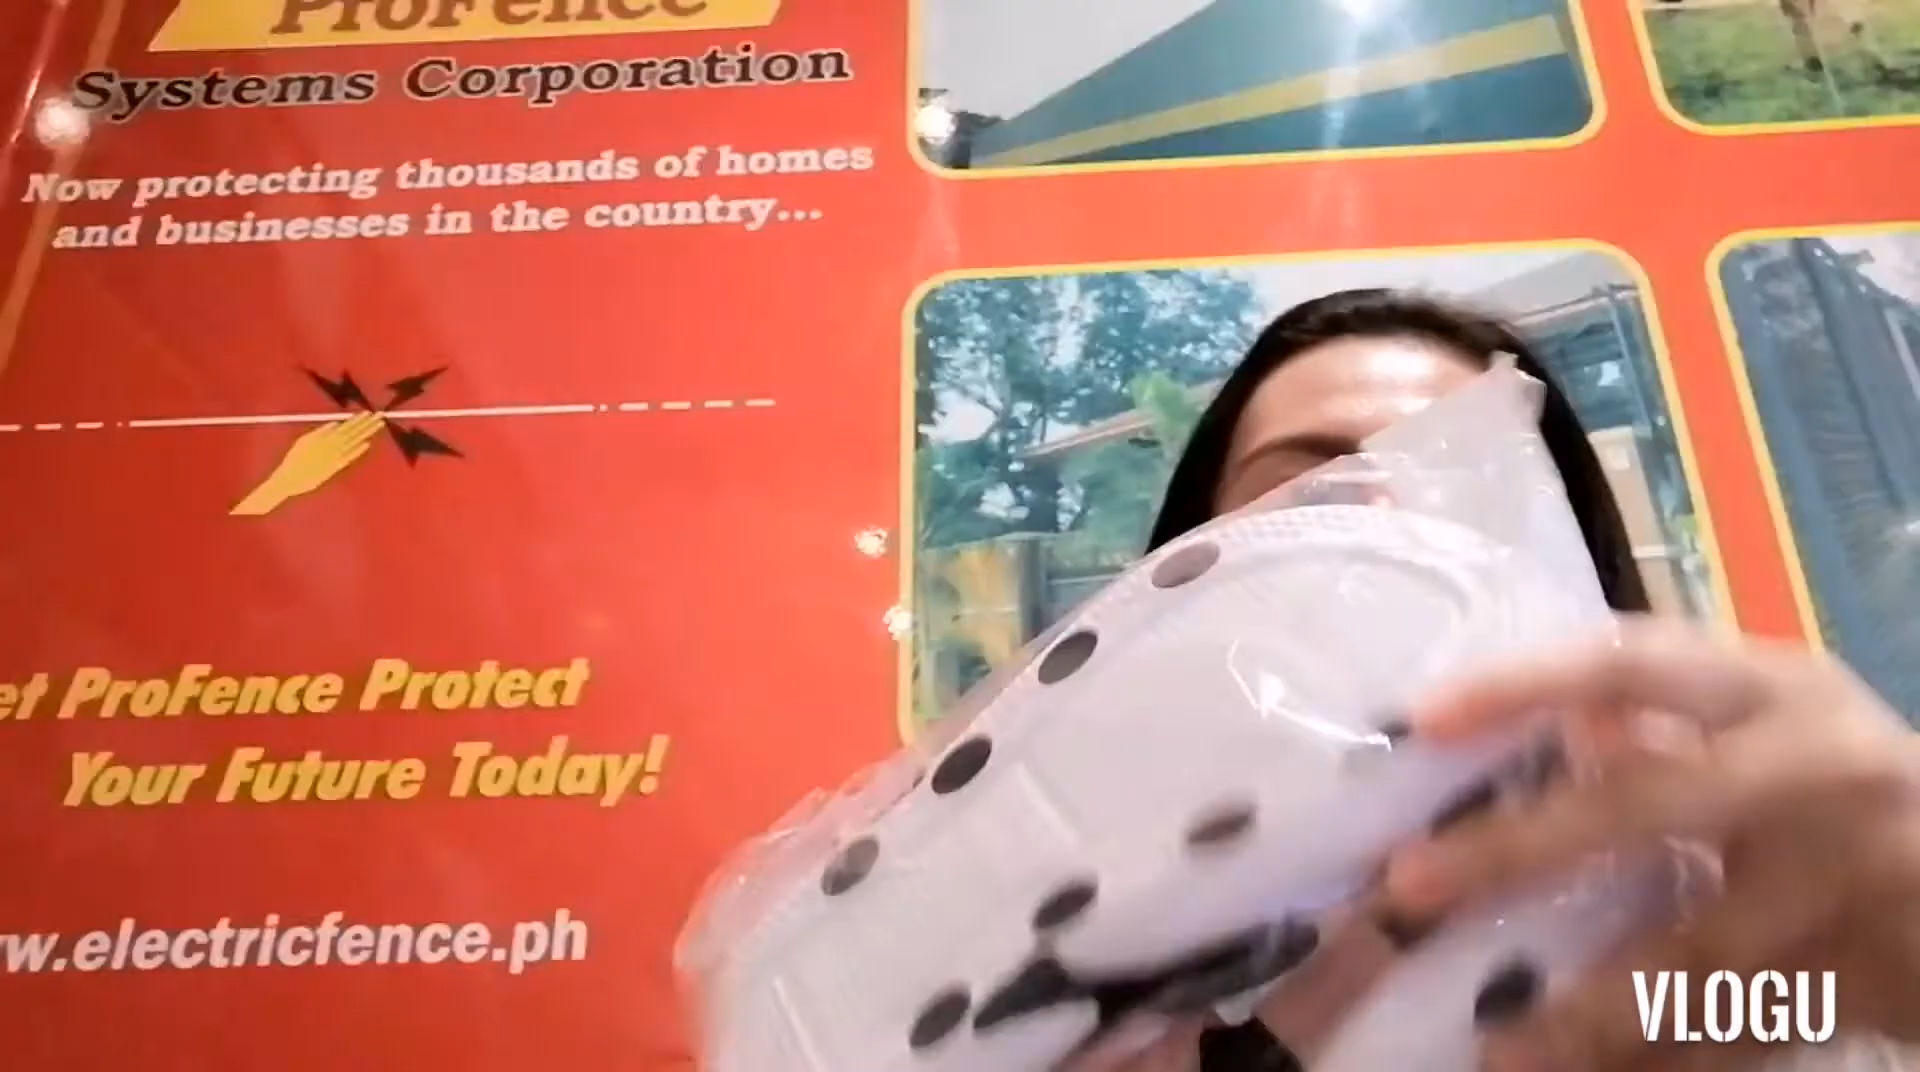 ProFence
Systems Corporation
Now protecting thousands of homes
and businesses in the country...
ProFence Protect
Your Future Today!
w.electricfence.ph
VLOGU